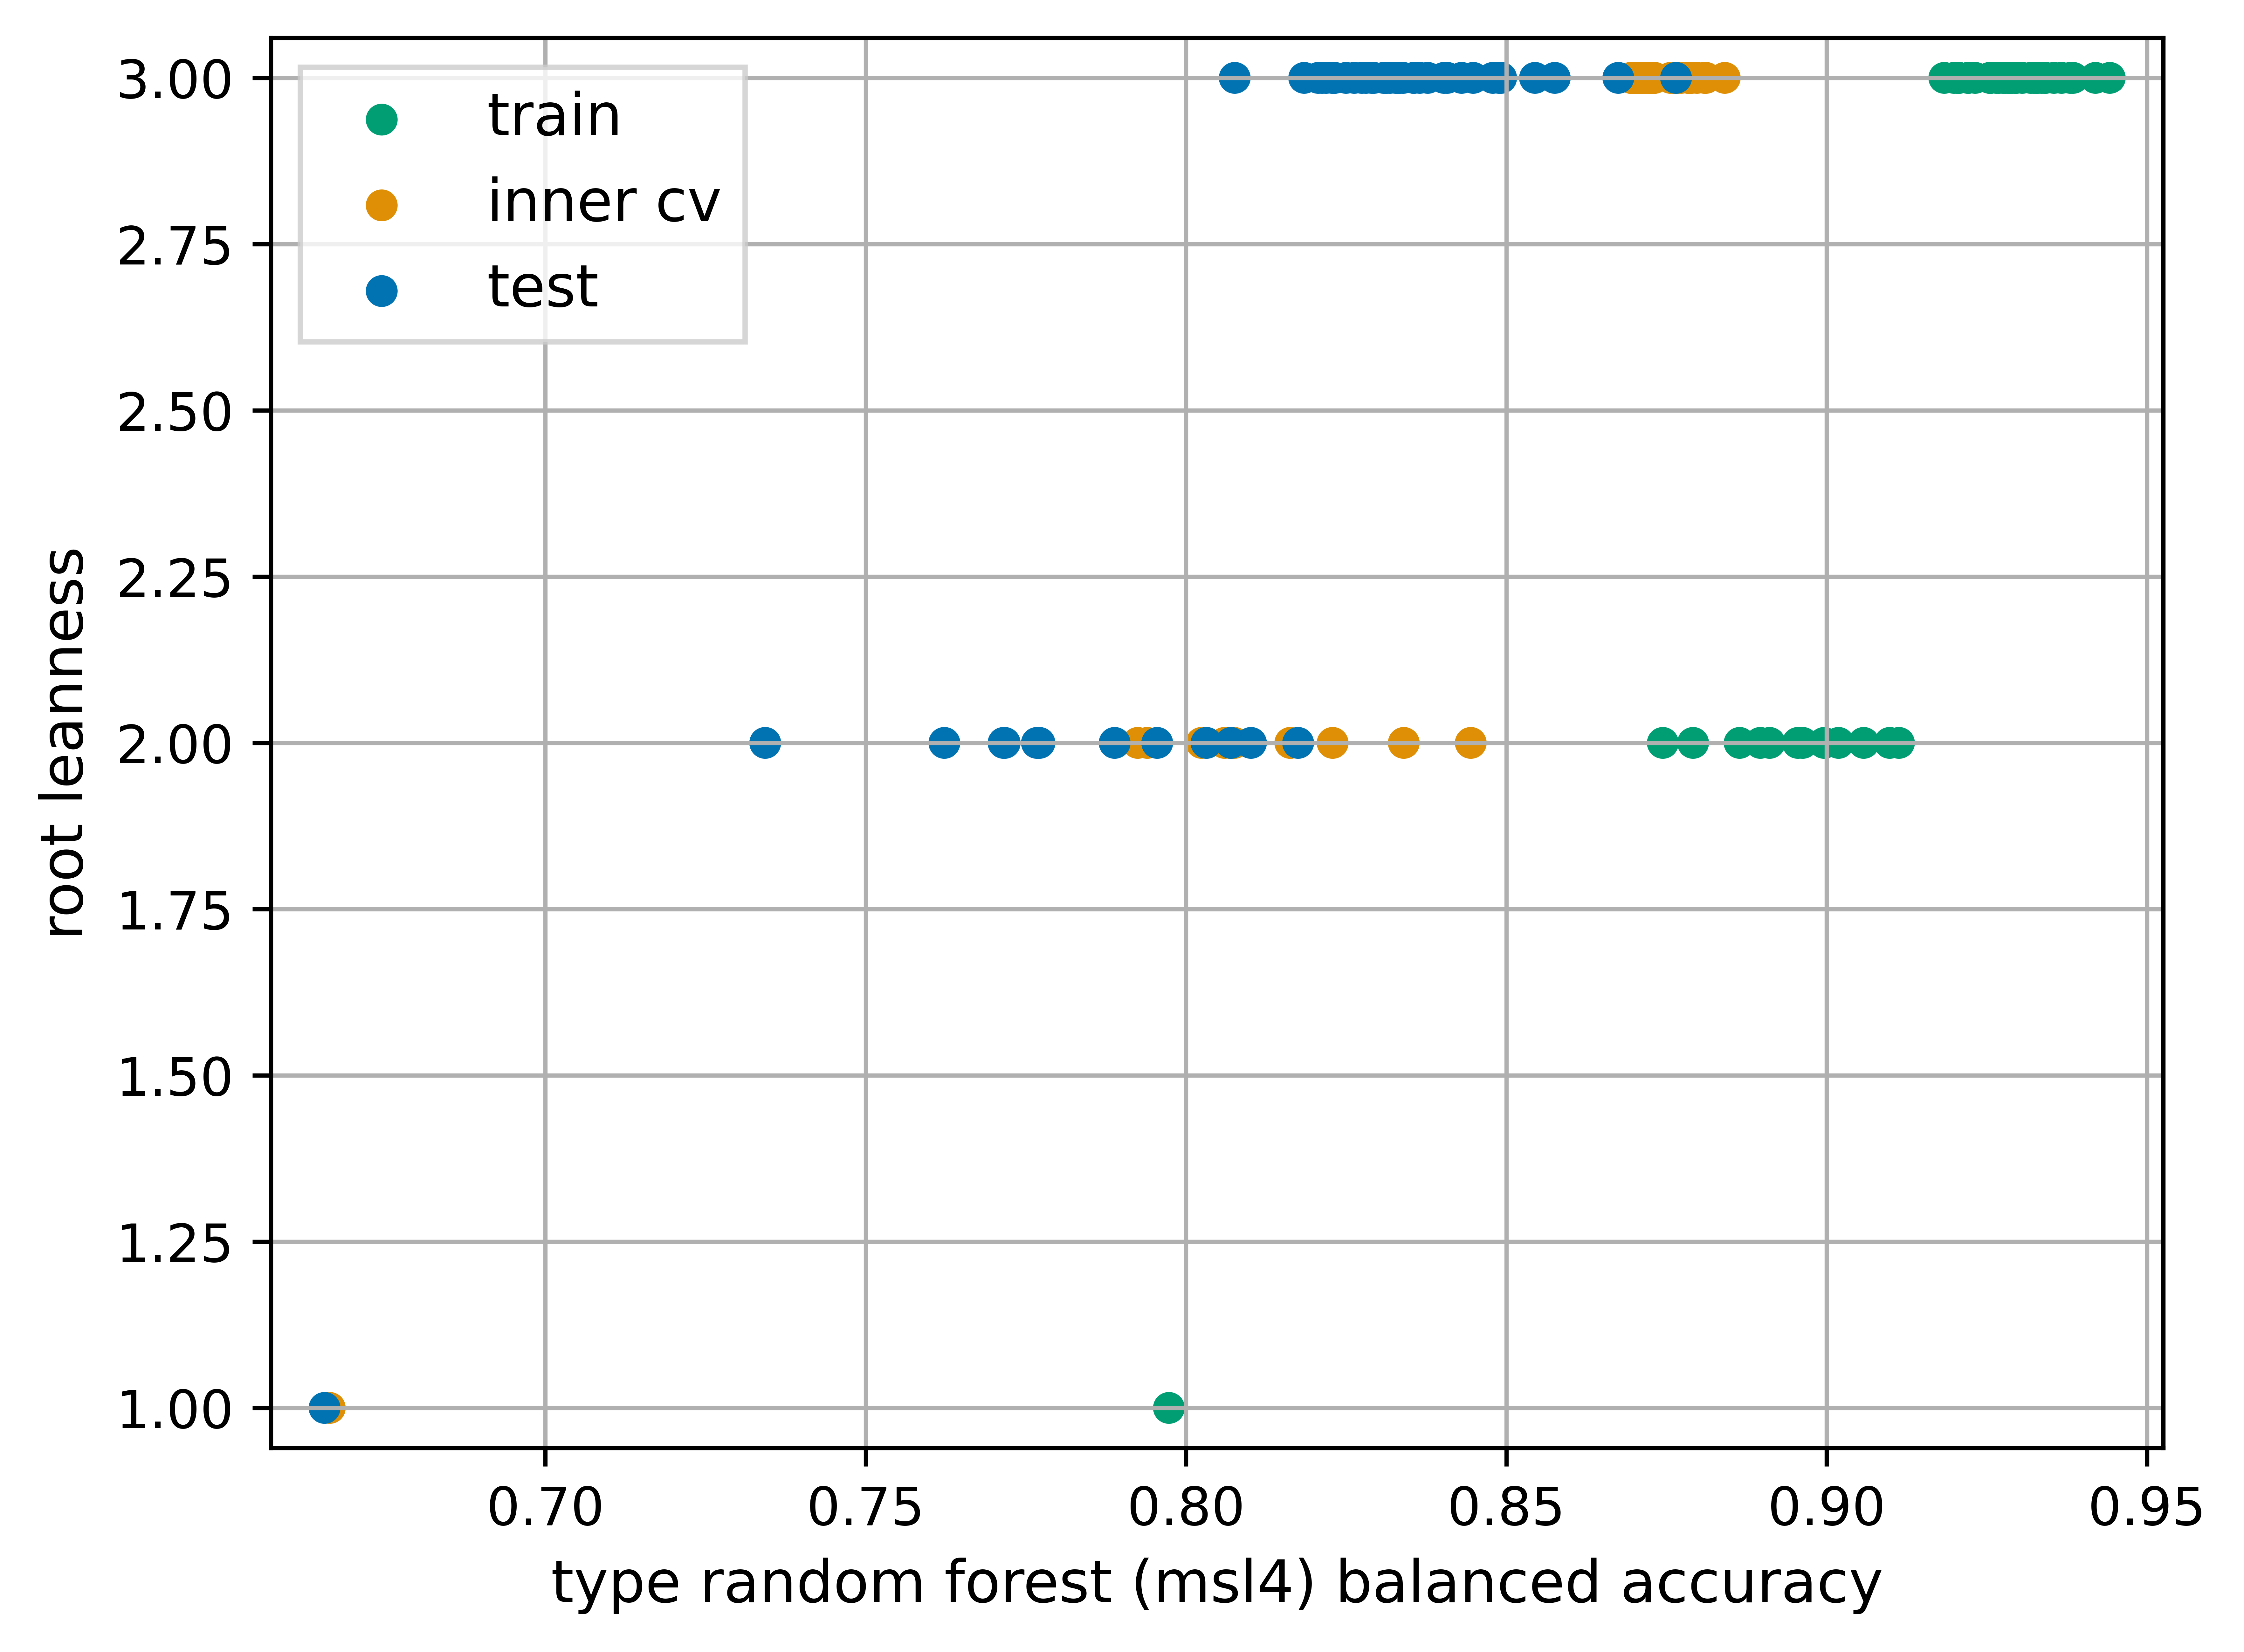 train
inner cv
test
3.00
2.75
2.50
2.25
2.00
1.75
1.50
1.25
1.00
root leanness
0.70 0.75 0.80 0.85 0.90 0.95
type random forest (msl4) balanced accuracy